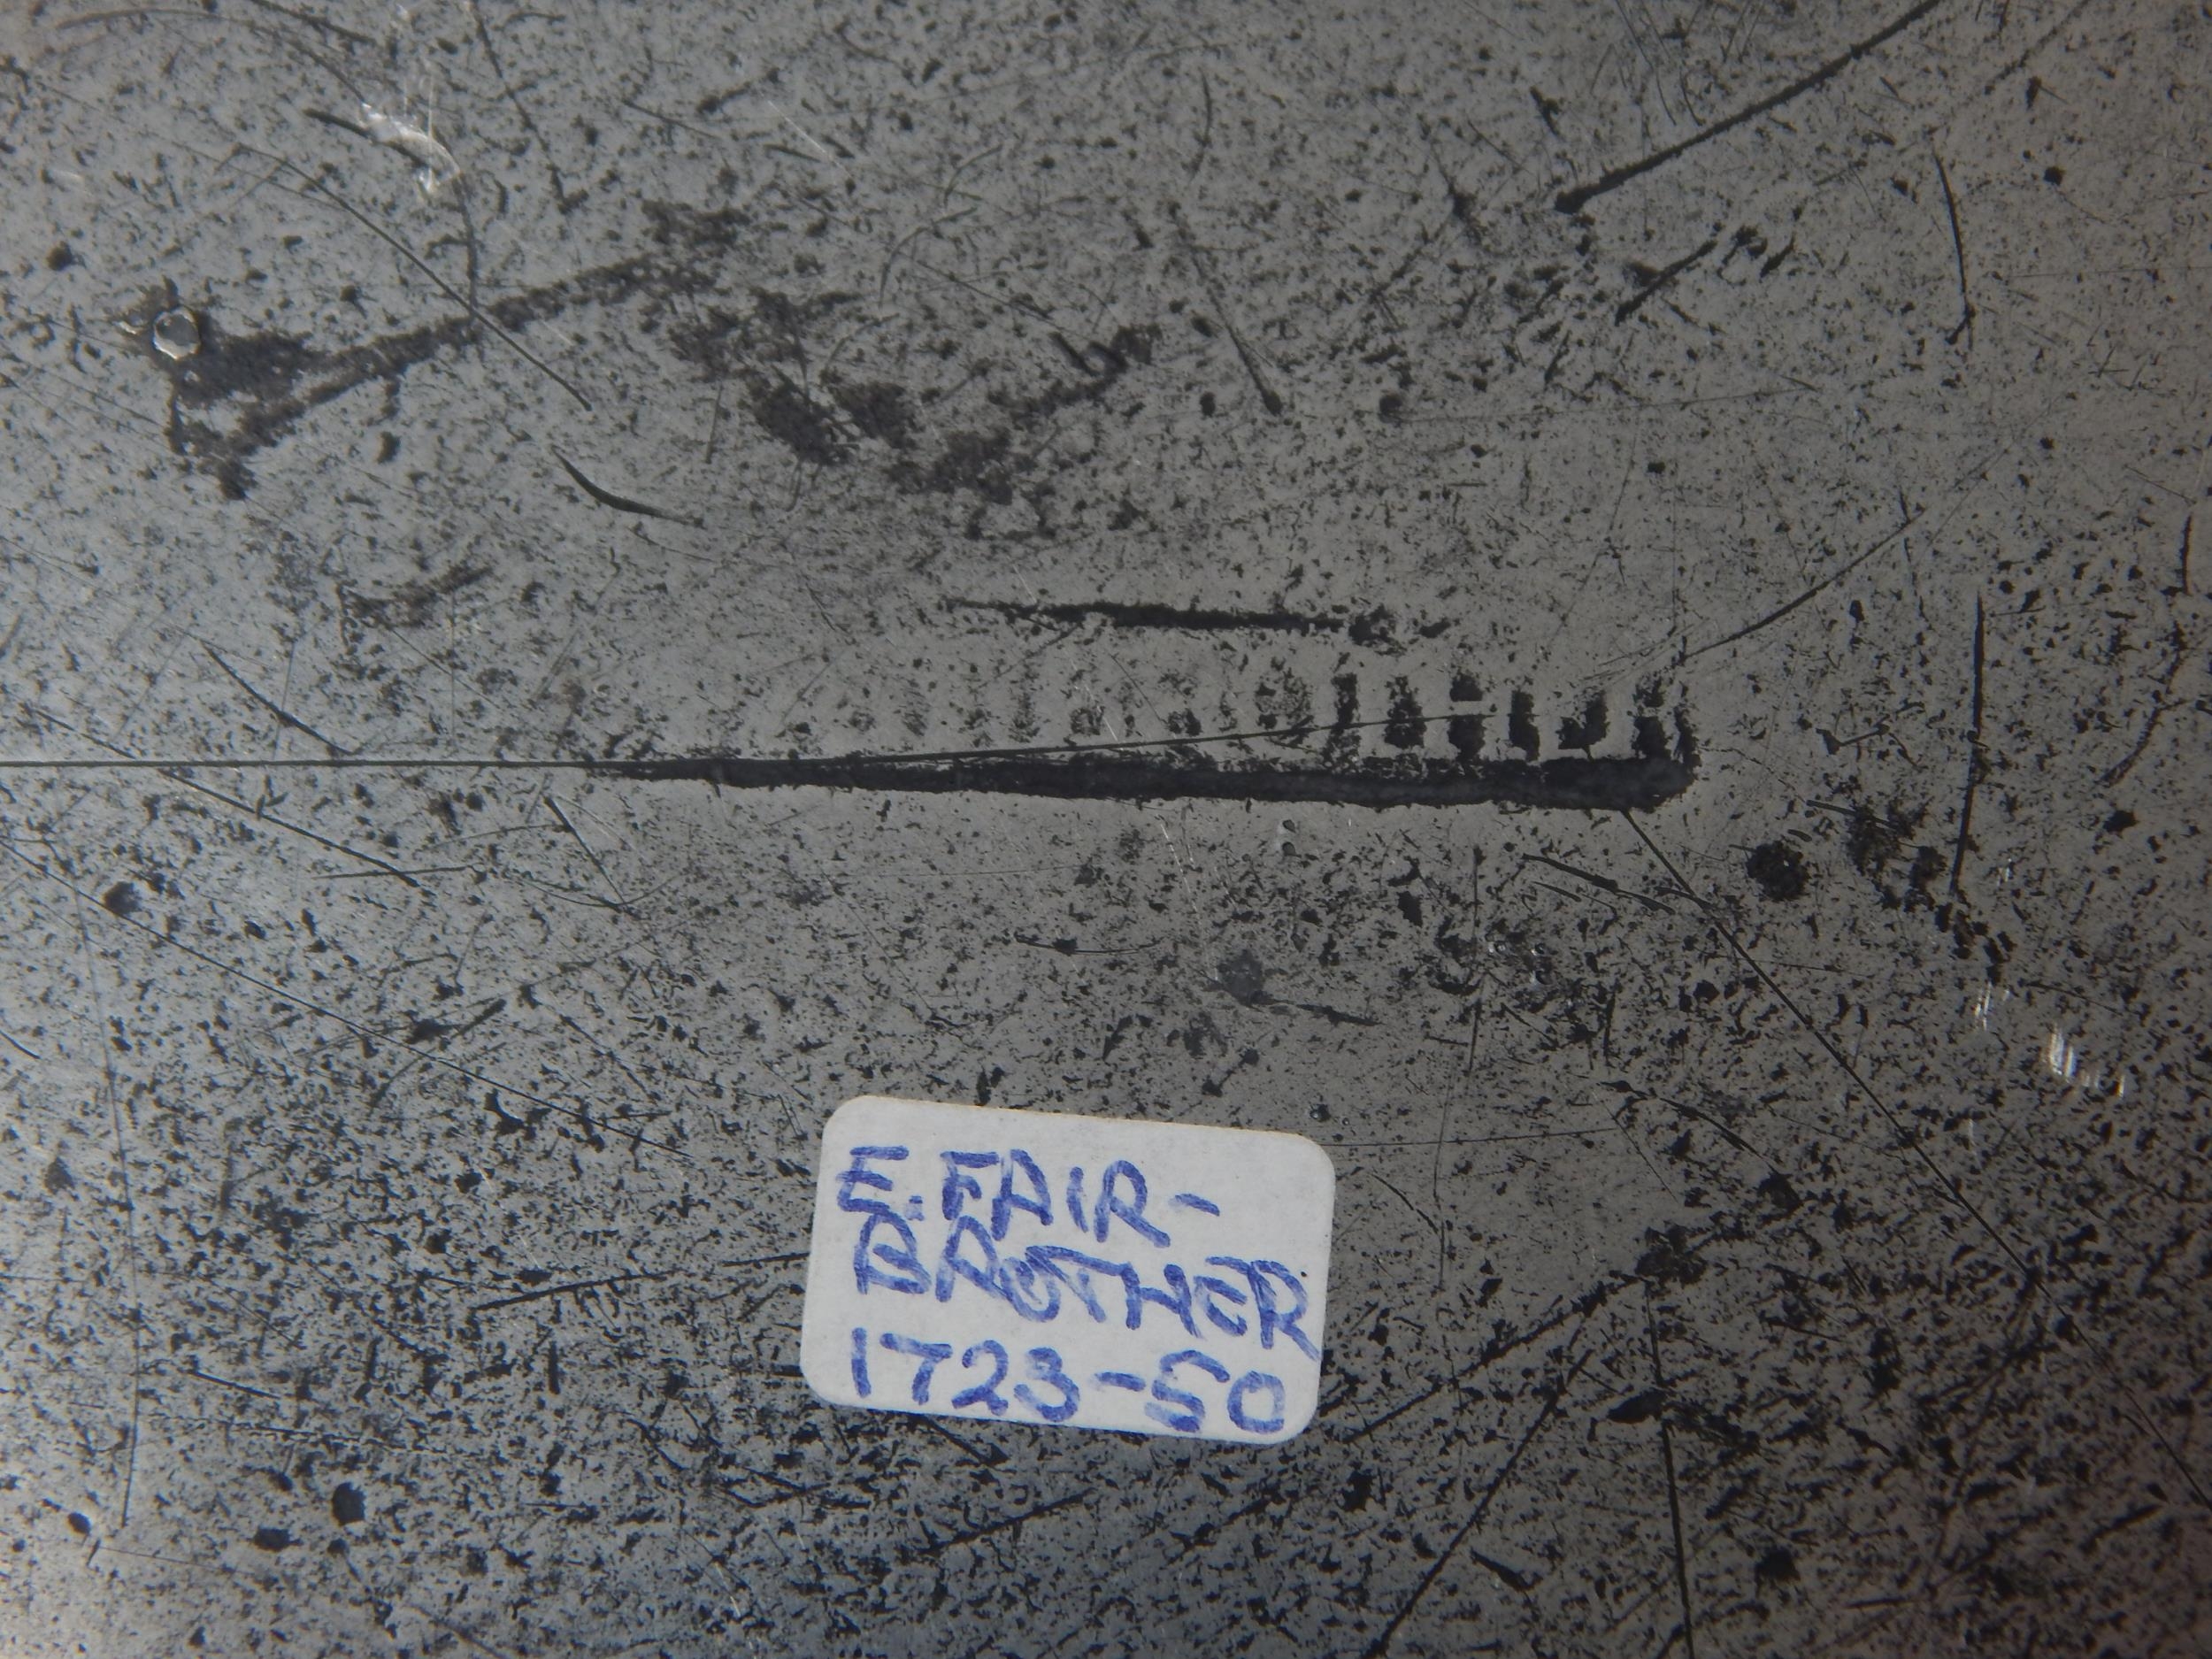 E. FAIR-
BROTHER
1723-50